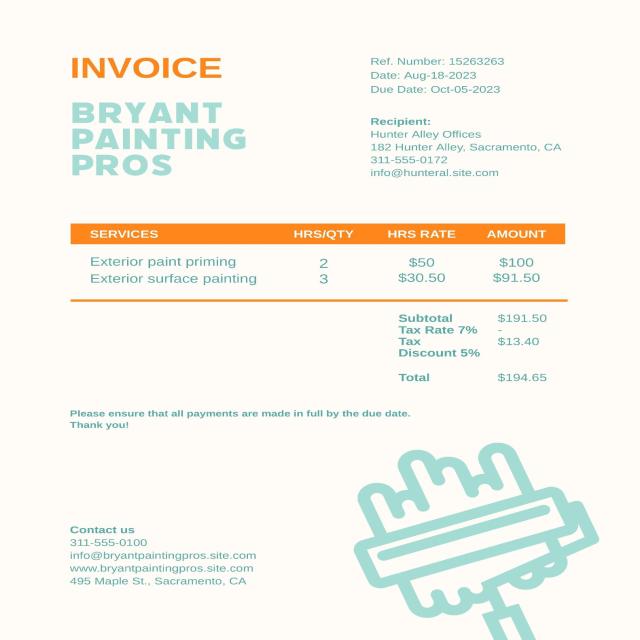 INVOICE
BRYANT
PAINTING
PROS
Ref. Number: 15263263
Date: Aug-18-2023
Due Date: Oct-05-2023
Recipient:
Hunter Alley Offices
182 Hunter Alley, Sacramento, CA
311-555-0172
info@hunteral.site.com
SERVICES HRS/QTY HRS RATE AMOUNT
Exterior paint priming 2 $50 $100
Exterior surface painting 3 $30.50 $91.50
Subtotal $191.50
Tax Rate 7% -
Tax $13.40
Discount 5%
Total $194.65
Please ensure that all payments are made in full by the due date.
Thank you!
Contact us
311-555-0100
info@bryantpaintingpros.site.com
www.bryantpaintingpros.site.com
495 Maple St., Sacramento, CA